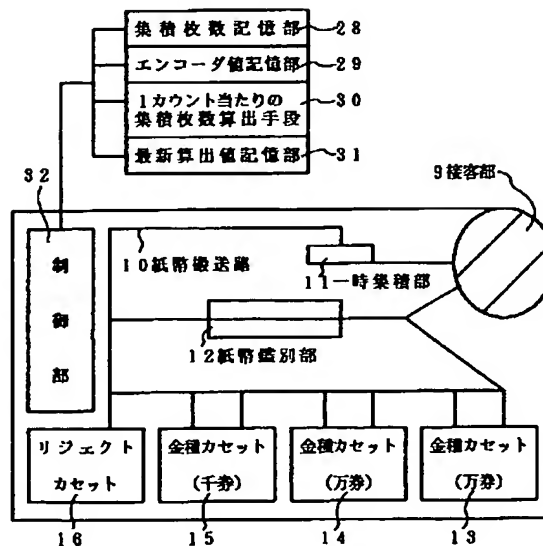 集積枚数記憶部 28
エンコーダ値記憶部 29
1カウント当たりの
集積枚数算出手段 30
最新算出値記憶部 31
32
9接客部
制御部
10紙幣搬送路
11一時集積部
12紙幣鑑別部
リジェクト
カセット
金種カセット
(千券)
金種カセット
(万券)
金種カセット
(万券)
16
15
14
13